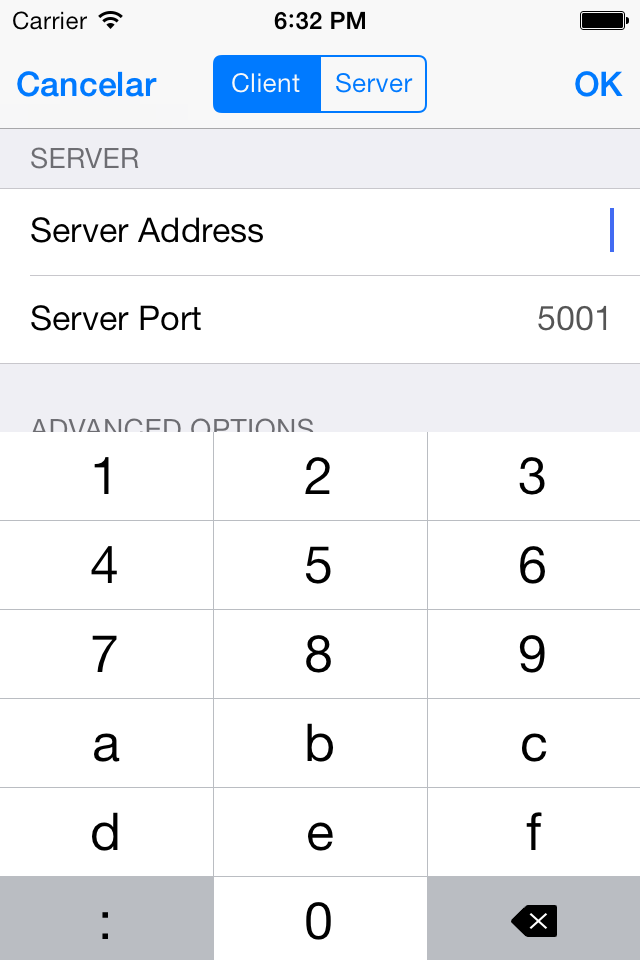 Carrier 6:32 PM
Cancelar Client Server OK
SERVER
Server Address
Server Port 5001
ADVANCED OPTIONS
1 2 3
4 5 6
7 8 9
a b c
d e f
: 0